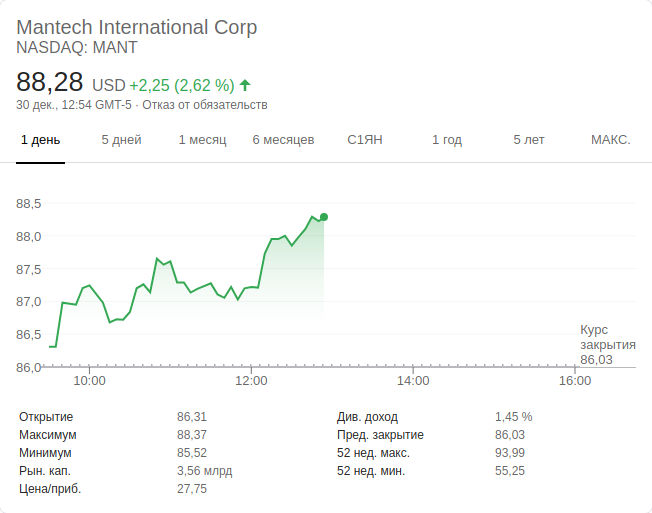 Mantech International Corp
NASDAQ: MANT
88,28 USD +2,25 (2,62 %)
30 дек., 12:54 GMT-5 · Отказ от обязательств
1 день 5 дней 1 месяц 6 месяцев С1ЯН 1 год 5 лет МАКС.
88,5
88,0
87,5
87,0
86,5
Курс
закрытия
86,03
86,0
10:00 12:00 14:00 16:00
Открытие 86,31 Див. доход 1,45 %
Максимум 88,37 Пред. закрытие 86,03
Минимум 85,52 52 нед. макс. 93,99
Рын. кап. 3,56 млрд 52 нед. мин. 55,25
Цена/приб. 27,75